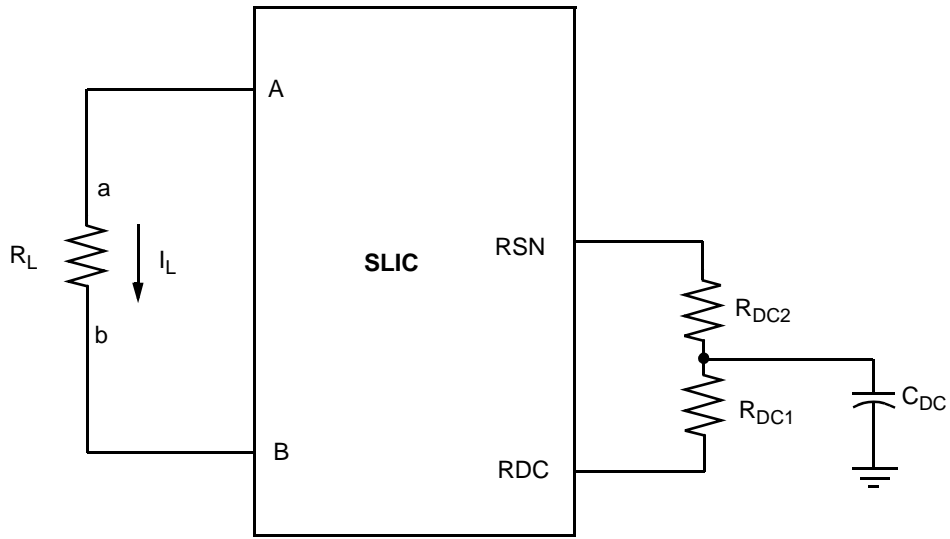 A
a
RSN
R_L
I_L
SLIC
R_DC2
b
C_DC
R_DC1
B
RDC